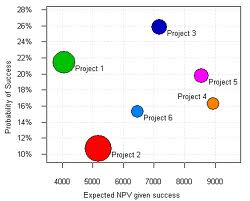 28%
26%
24%
22%
20%
18%
16%
14%
12%
10%
Probability of Success
Project 3
Project 1
Project 5
Project 4
Project 6
Project 2
4000 5000 6000 7000 8000 9000
Expected NPV given success